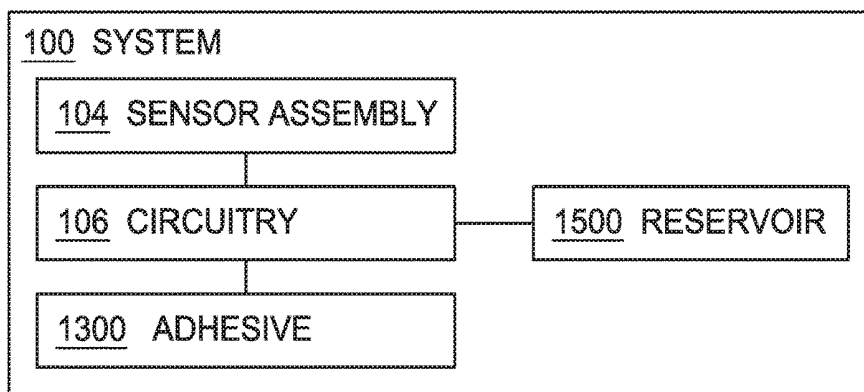 100 SYSTEM
104 SENSOR ASSEMBLY
106 CIRCUITRY
1500 RESERVOIR
1300 ADHESIVE